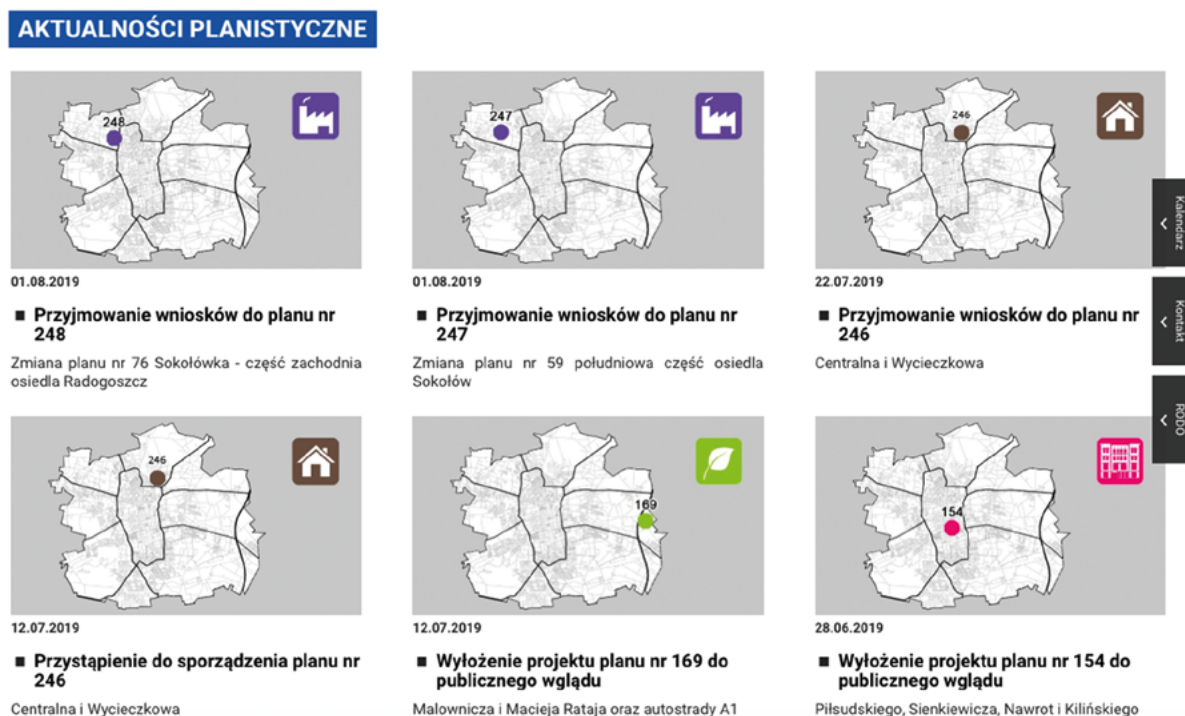 AKTUALNOŚCI PLANISTYCZNE
248
247
246
01.08.2019
01.08.2019
22.07.2019
Przyjmowanie wniosków do planu nr
248
Przyjmowanie wniosków do planu nr
247
Przyjmowanie wniosków do planu nr
246
Zmiana planu nr 76 Sokołówka - część zachodnia
osiedla Radogoszcz
Zmiana planu nr 59 południowa część osiedla
Sokołów
Centralna i Wycieczkowa
Kalendarz
Kontakt
RODO
246
169
154
12.07.2019
12.07.2019
28.06.2019
Przystąpienie do sporządzenia planu nr
246
Wyłożenie projektu planu nr 169 do
publicznego wglądu
Wyłożenie projektu planu nr 154 do
publicznego wglądu
Centralna i Wycieczkowa
Malownicza i Macieja Rataja oraz autostrady A1
Piłsudskiego, Sienkiewicza, Nawrot i Kilińskiego